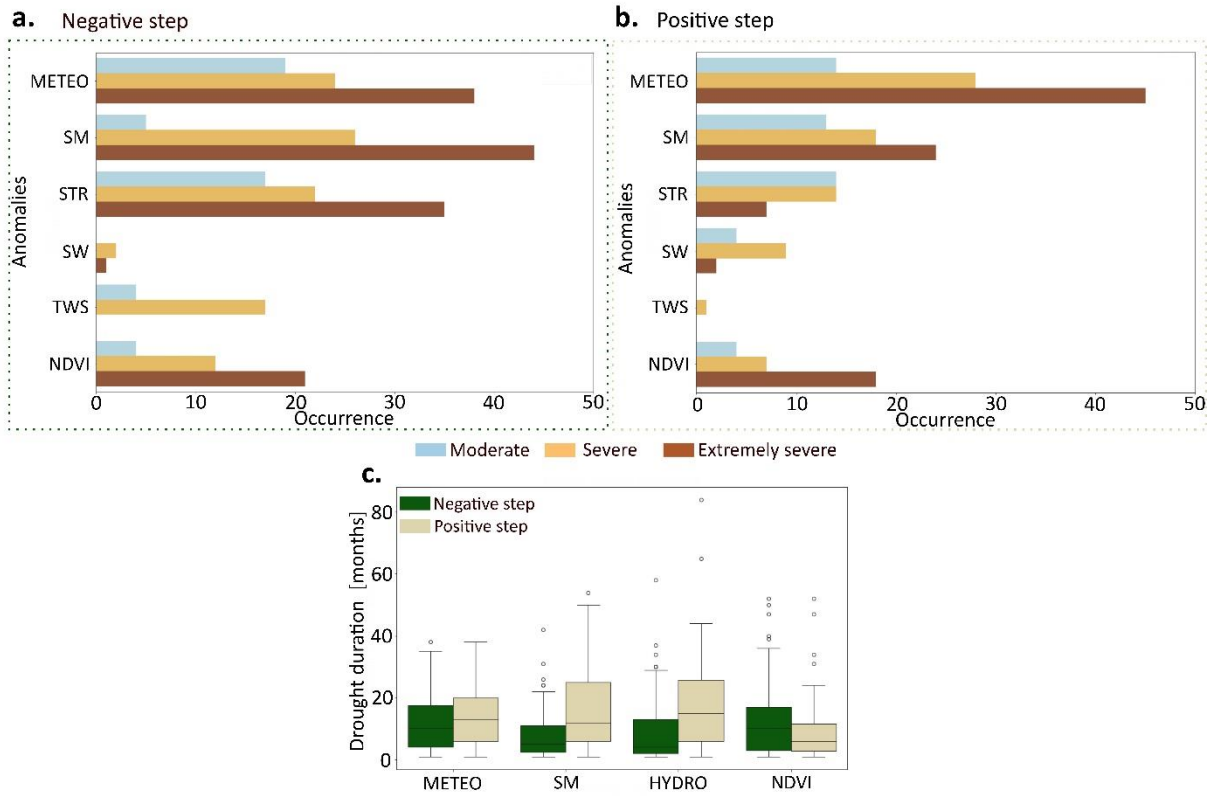 a. Negative step
METEO
SM
STR
SW
TWS
NDVI
Anomalies
0 10 20 30 40 50
Occurrence
b. Positive step
METEO
SM
STR
SW
TWS
NDVI
Anomalies
0 10 20 30 40 50
Occurrence
Moderate Severe Extremely severe
c.
Negative step
Positive step
Drought duration [months]
80
60
40
20
0
METEO SM HYDRO NDVI